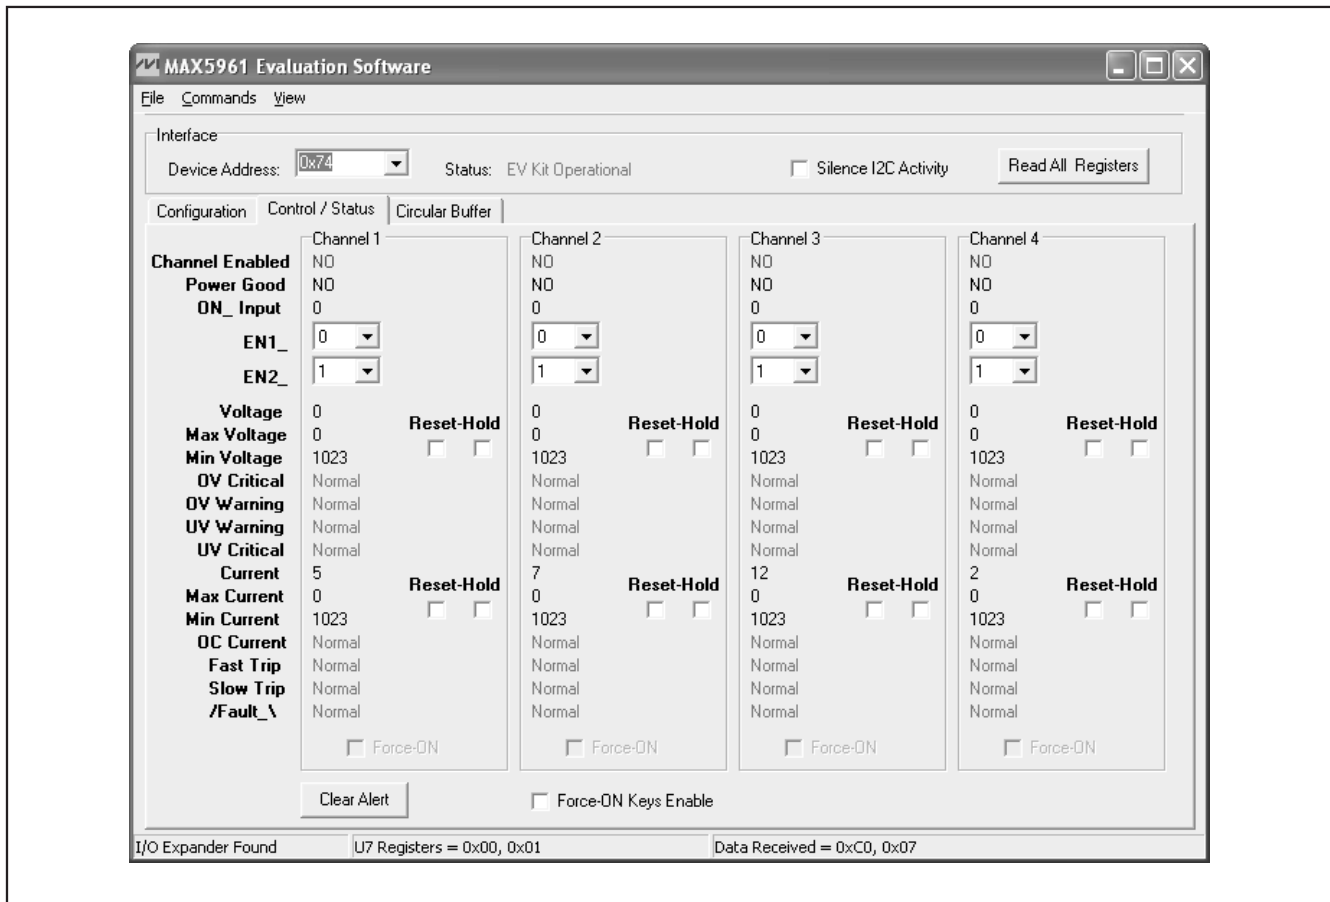 MAX5961 Evaluation Software
File Commands View
Interface
Device Address: 0x74 Status: EV Kit Operational Silence I2C Activity Read All Registers
Configuration Control / Status Circular Buffer
Channel 1 Channel 2 Channel 3 Channel 4
Channel Enabled NO NO NO NO
Power Good NO NO NO NO
ON_ Input 0 0 0 0
EN1_ 0 0 0 0
EN2_ 1 1 1 1
Voltage 0 0 0 0
Reset-Hold Reset-Hold Reset-Hold Reset-Hold
Max Voltage 0 0 0 0
Min Voltage 1023 1023 1023 1023
OV Critical Normal Normal Normal Normal
OV Warning Normal Normal Normal Normal
UV Warning Normal Normal Normal Normal
UV Critical Normal Normal Normal Normal
Current 5 7 12 2
Reset-Hold Reset-Hold Reset-Hold Reset-Hold
Max Current 0 0 0 0
Min Current 1023 1023 1023 1023
OC Current Normal Normal Normal Normal
Fast Trip Normal Normal Normal Normal
Slow Trip Normal Normal Normal Normal
/Fault_\ Normal Normal Normal Normal
Force-ON Force-ON Force-ON Force-ON
Clear Alert Force-ON Keys Enable
I/O Expander Found U7 Registers = 0x00, 0x01 Data Received = 0xC0, 0x07